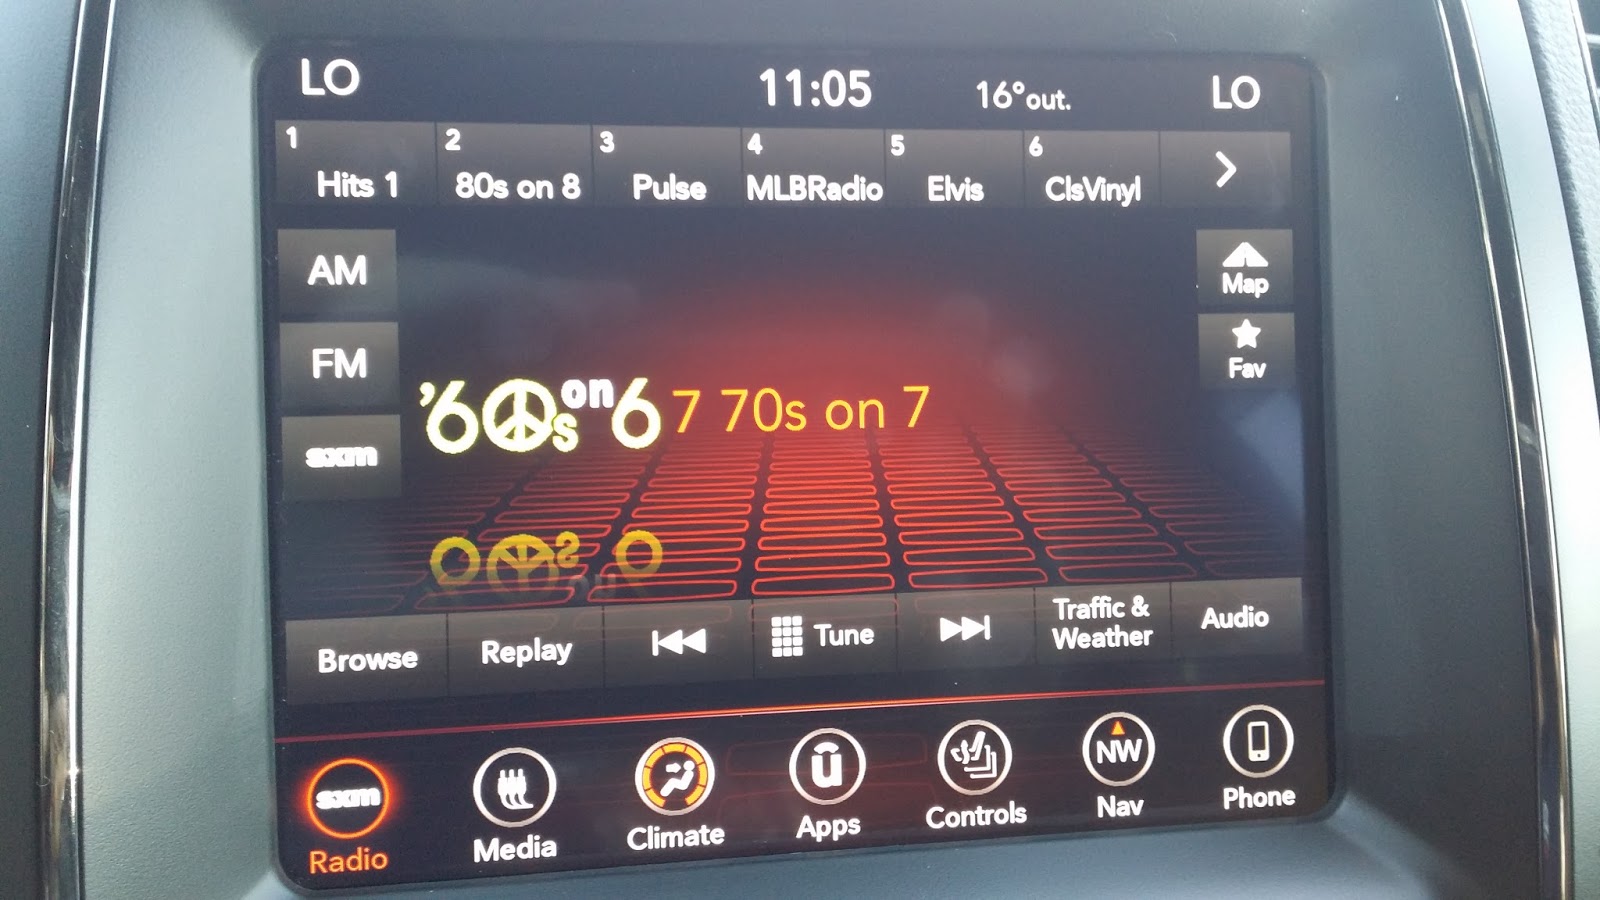 LO 11:05 16°out. LO
1 2 3 4 5 6
Hits 1 80s on 8 Pulse MLBRadio Elvis ClsVinyl
AM
Map
FM
Fav
'60s on 6 7 70s on 7
sxm
Browse Replay Tune Traffic & Weather Audio
sxm ū NW
Radio Media Climate Apps Controls Nav Phone